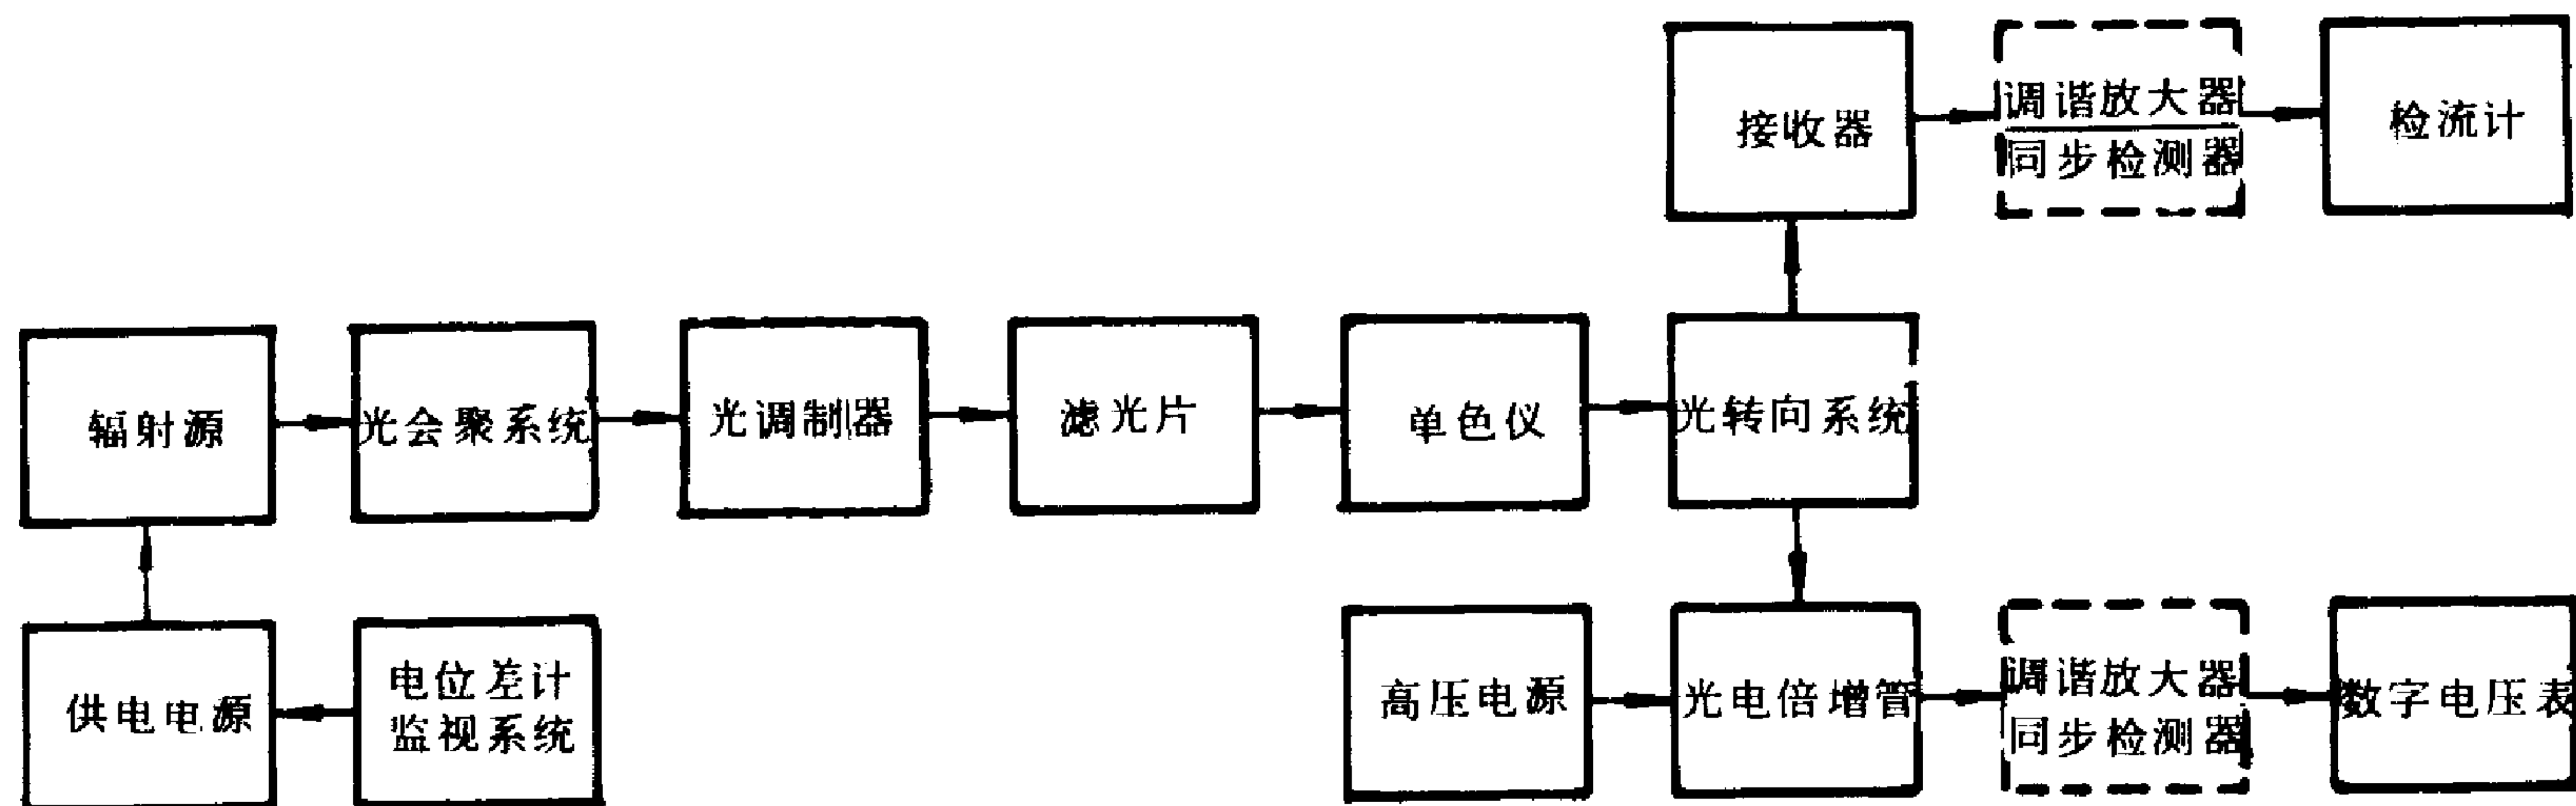 接收器
调谐放大器
同步检测器
检流计
辐射源
光会聚系统
光调制器
滤光片
单色仪
光转向系统
供电电源
电位差计
监视系统
高压电源
光电倍增管
调谐放大器
同步检测器
数字电压表